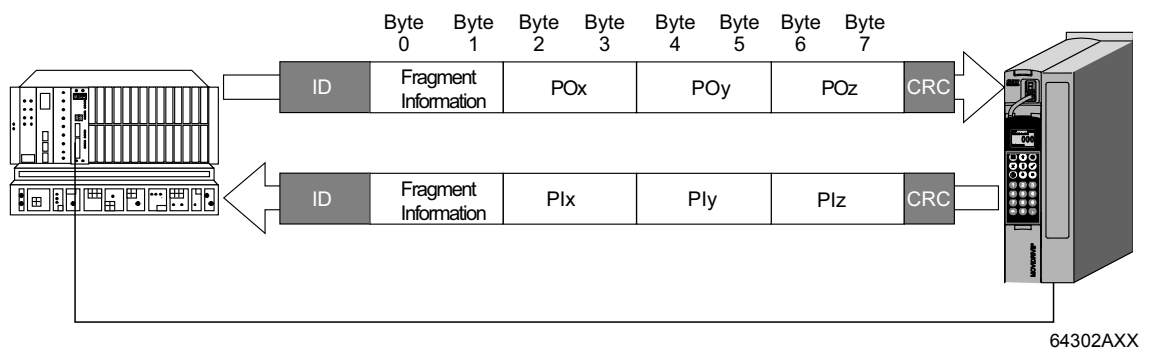 Byte Byte Byte Byte Byte Byte Byte Byte
0 1 2 3 4 5 6 7
ID Fragment Information POx POy POz CRC
ID Fragment Information PIx PIy PIz CRC
MOVIDRIVE®
64302AXX